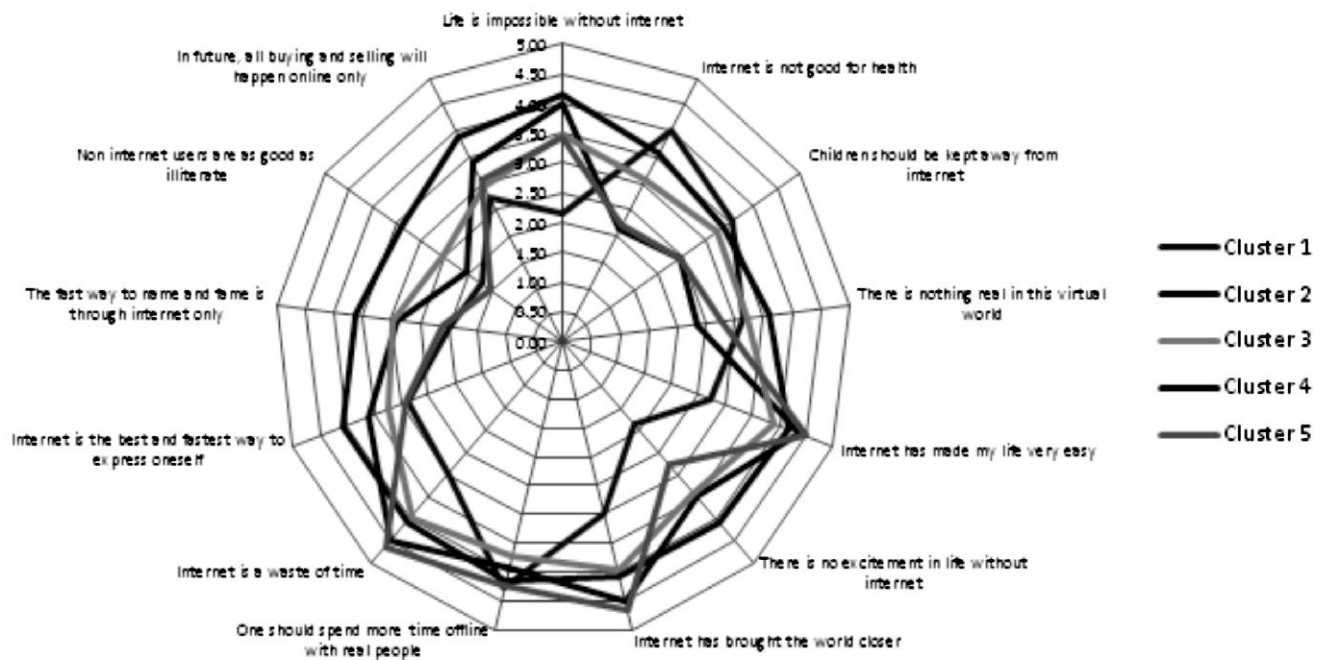 Life is impossible without internet
In future, all buying and selling will
happen online only
Internet is not good for health
Non internet users are as good as
illiterate
Children should be kept away from
internet
The fast way to name and fame is
through internet only
There is nothing real in this virtual
world
Internet is the best and fastest way to
express oneself
Internet has made my life very easy
Internet is a waste of time
There is no excitement in life without
internet
One should spend more time offline
with real people
Internet has brought the world closer
5.00
4.50
4.00
3.50
3.00
2.50
2.00
1.50
1.00
0.50
0.00
Cluster 1
Cluster 2
Cluster 3
Cluster 4
Cluster 5